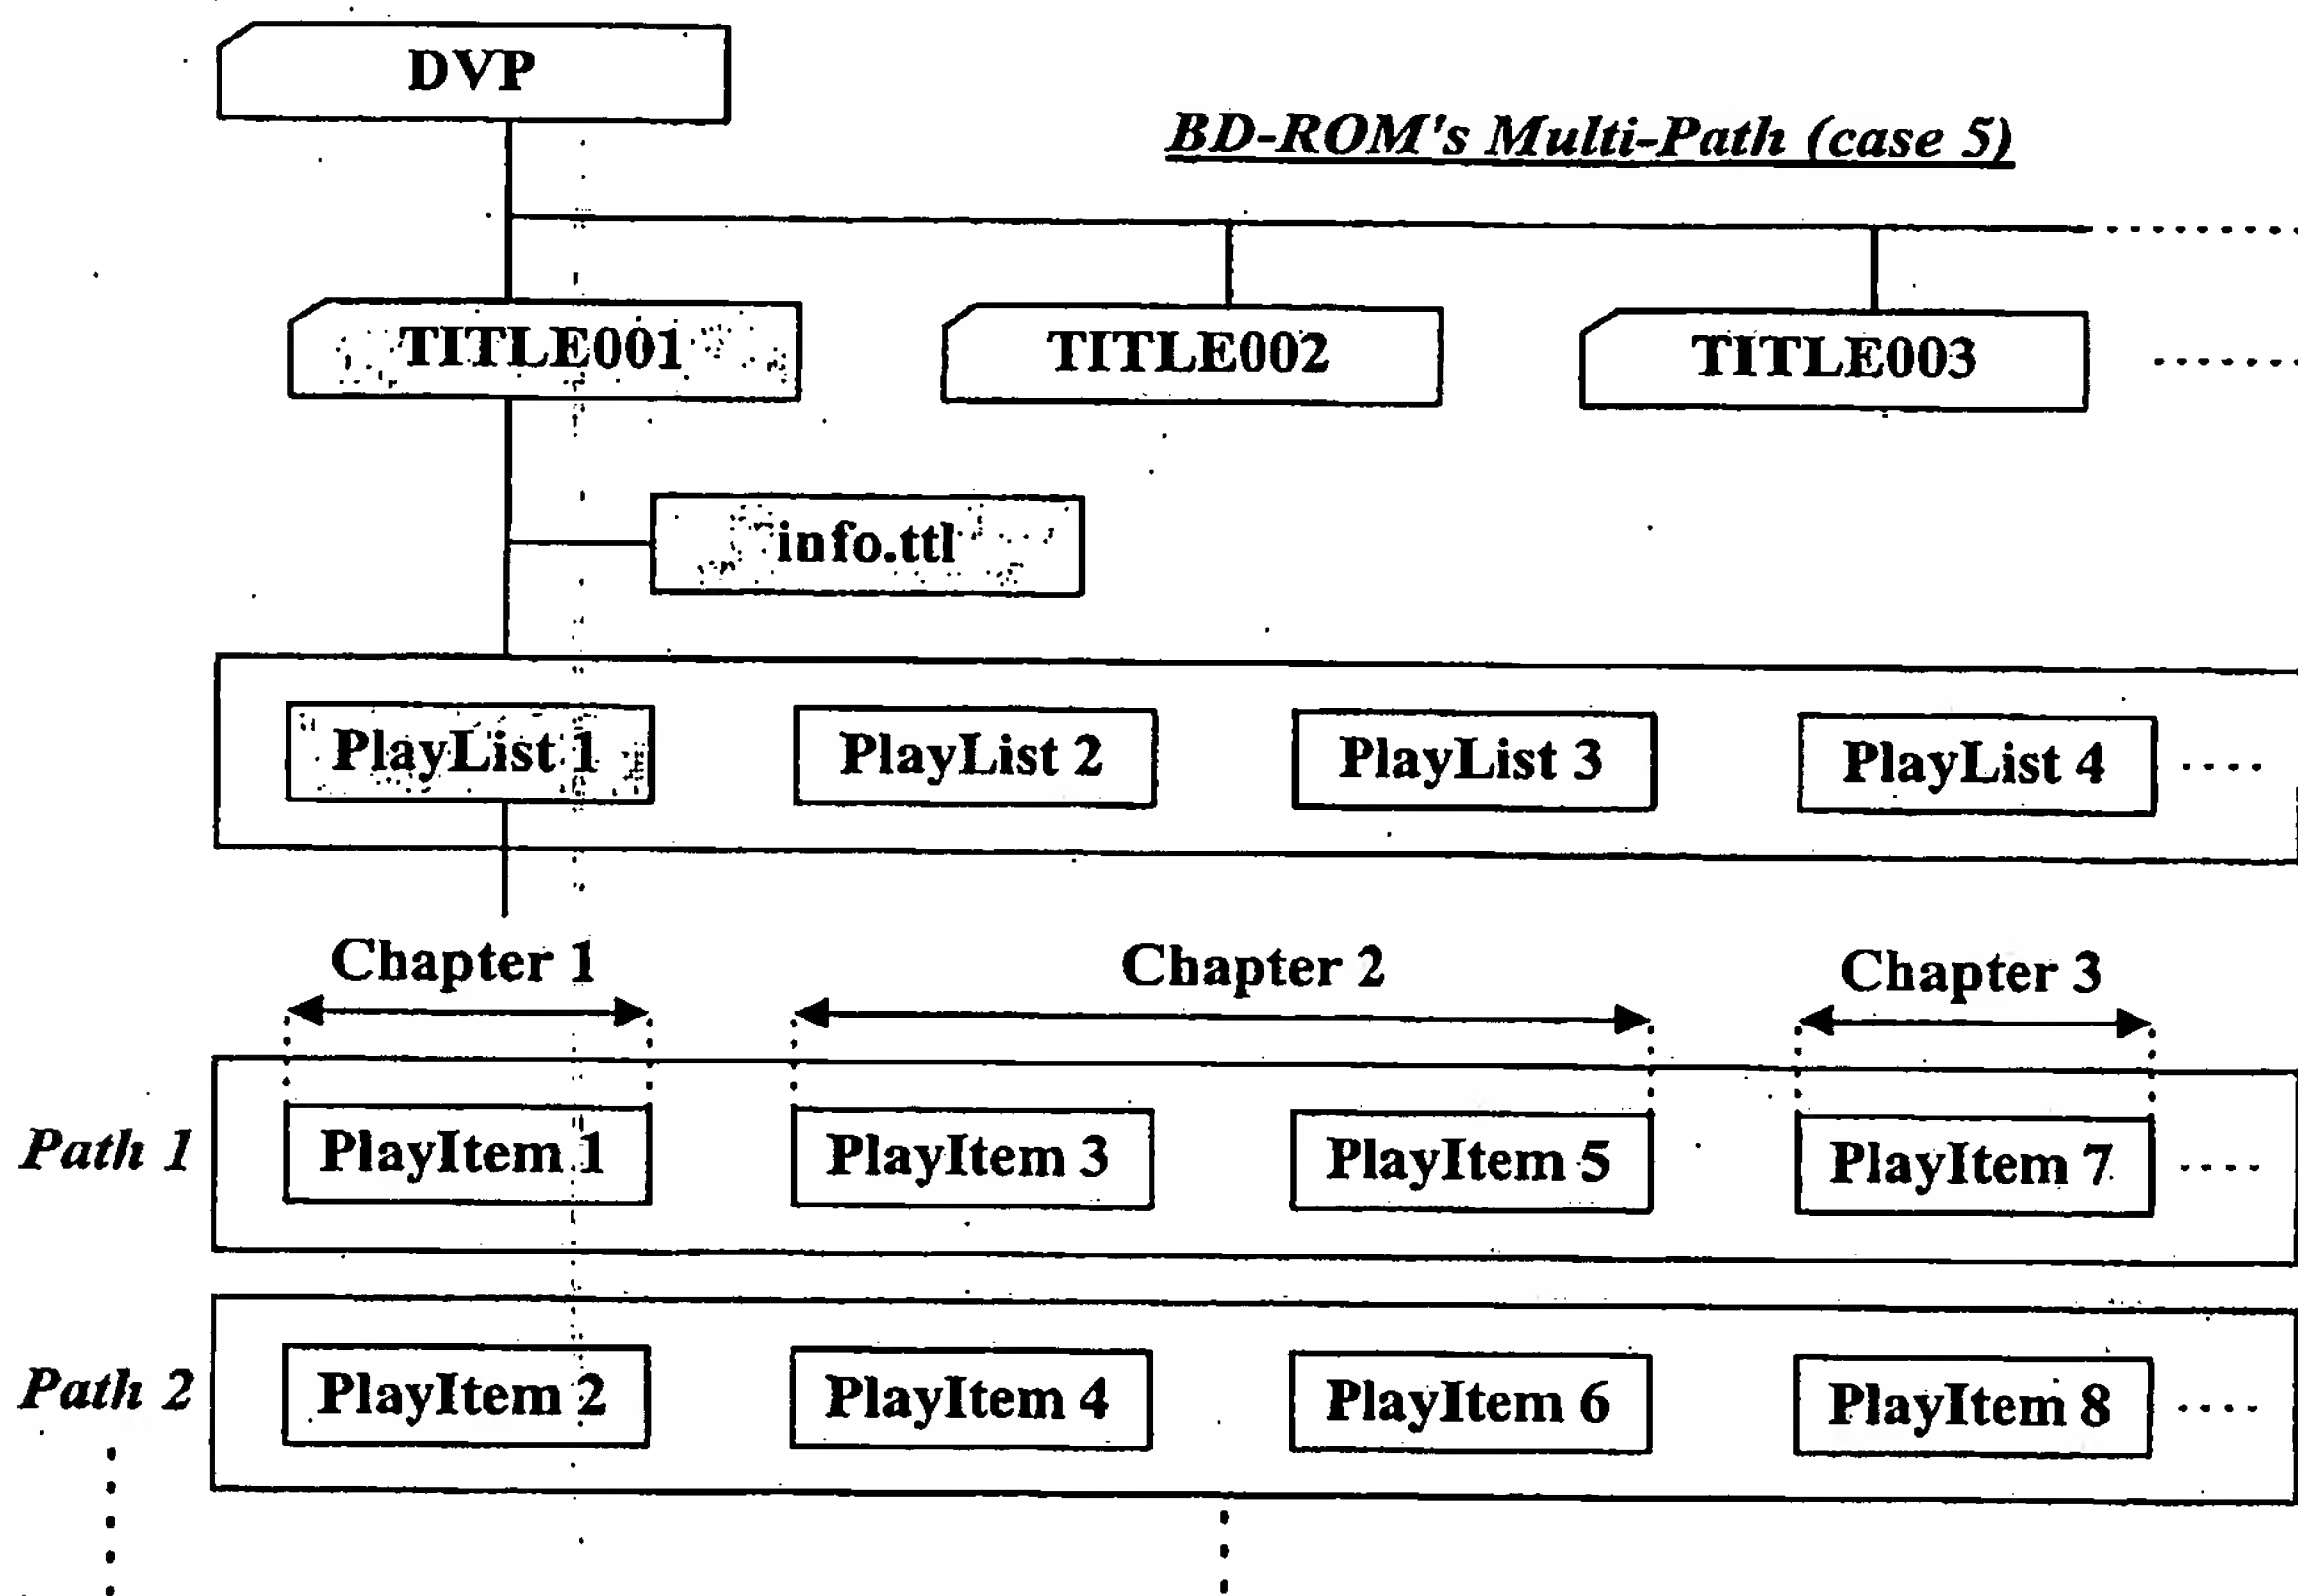 DVP
BD-ROM's Multi-Path (case 5)
TITLE001 TITLE002 TITLE003
info.ttl
PlayList 1 PlayList 2 PlayList 3 PlayList 4
Chapter 1 Chapter 2 Chapter 3
Path 1 PlayItem 1 PlayItem 3 PlayItem 5 PlayItem 7
Path 2 PlayItem 2 PlayItem 4 PlayItem 6 PlayItem 8